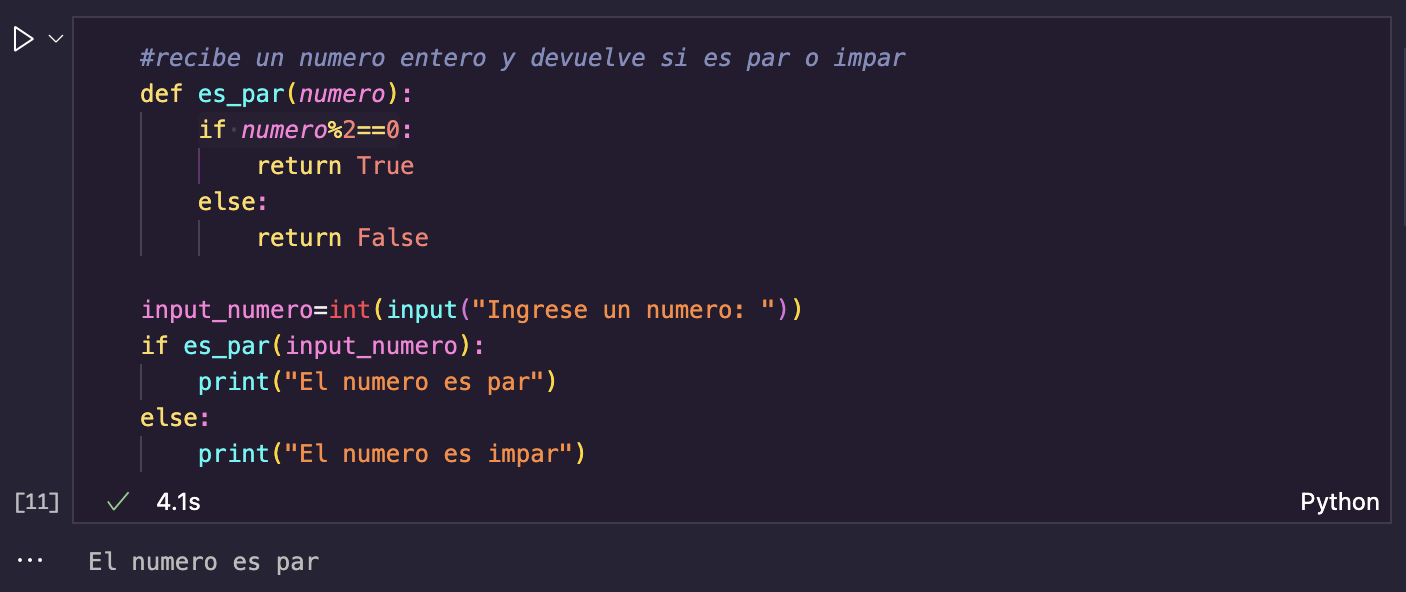 #recibe un numero entero y devuelve si es par o impar
def es_par(numero):
    if numero%2==0:
        return True
    else:
        return False

input_numero=int(input("Ingrese un numero: "))
if es_par(input_numero):
    print("El numero es par")
else:
    print("El numero es impar")
[11] 4.1s Python
El numero es par